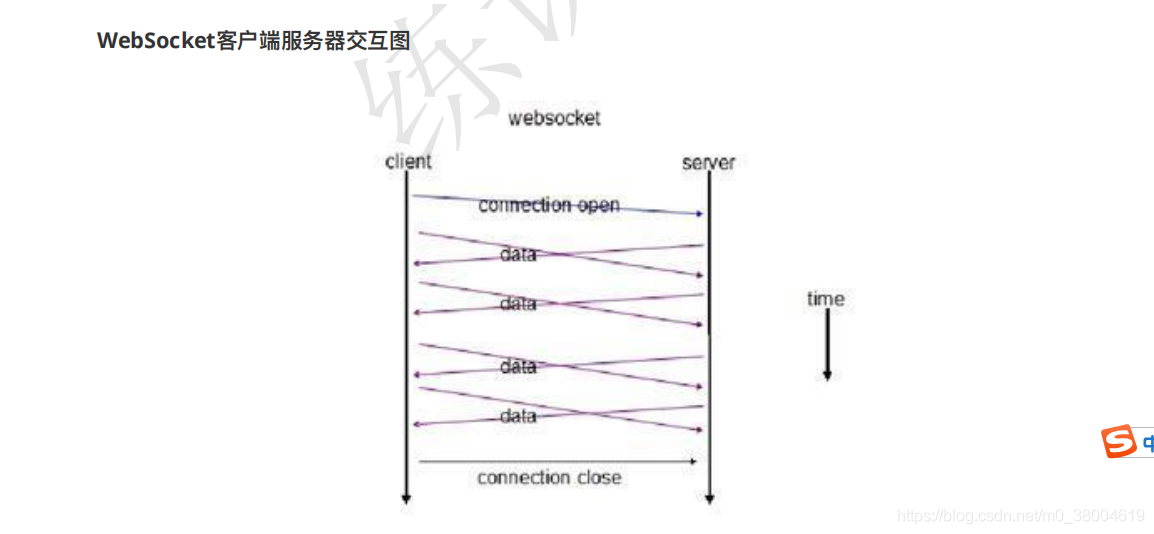 WebSocket客户端服务器交互图
websocket
client
server
connection open
data
data
time
data
data
connection close
https://blog.csdn.net/m0_38004619